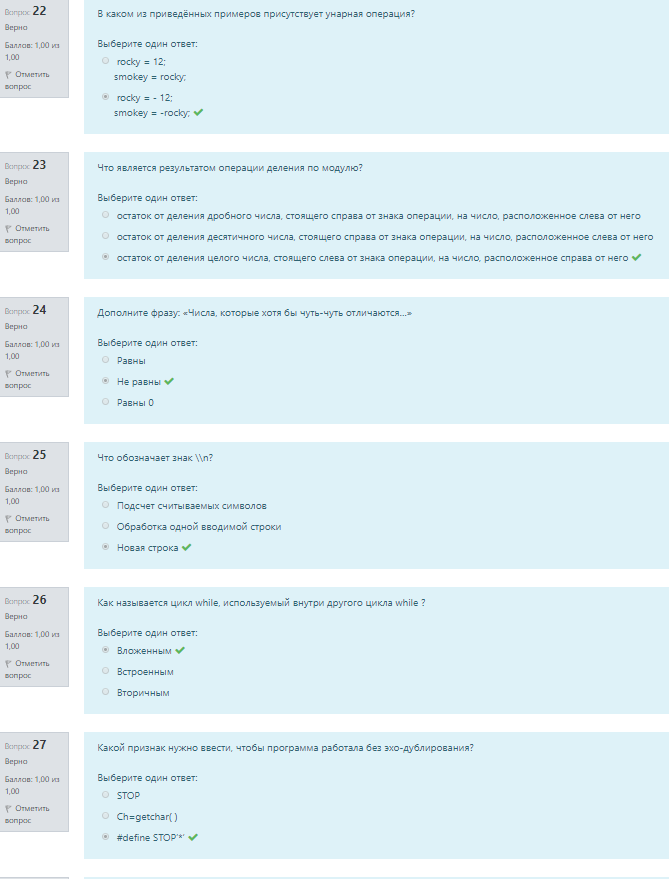 Вопрос 22
Верно
Баллов: 1,00 из
1,00
Отметить
вопрос
В каком из приведённых примеров присутствует унарная операция?
Выберите один ответ:
rocky = 12;
smokey = rocky;
rocky = - 12;
smokey = -rocky;
Вопрос 23
Верно
Баллов: 1,00 из
1,00
Отметить
вопрос
Что является результатом операции деления по модулю?
Выберите один ответ:
остаток от деления дробного числа, стоящего справа от знака операции, на число, расположенное слева от него
остаток от деления десятичного числа, стоящего справа от знака операции, на число, расположенное слева от него
остаток от деления целого числа, стоящего слева от знака операции, на число, расположенное справа от него
Вопрос 24
Верно
Баллов: 1,00 из
1,00
Отметить
вопрос
Дополните фразу: «Числа, которые хотя бы чуть-чуть отличаются...»
Выберите один ответ:
Равны
Не равны
Равны 0
Вопрос 25
Верно
Баллов: 1,00 из
1,00
Отметить
вопрос
Что обозначает знак \\n?
Выберите один ответ:
Подсчет считываемых символов
Обработка одной вводимой строки
Новая строка
Вопрос 26
Верно
Баллов: 1,00 из
1,00
Отметить
вопрос
Как называется цикл while, используемый внутри другого цикла while ?
Выберите один ответ:
Вложенным
Встроенным
Вторичным
Вопрос 27
Верно
Баллов: 1,00 из
1,00
Отметить
вопрос
Какой признак нужно ввести, чтобы программа работала без эхо-дублирования?
Выберите один ответ:
STOP
Ch=getchar( )
#define STOP'*'